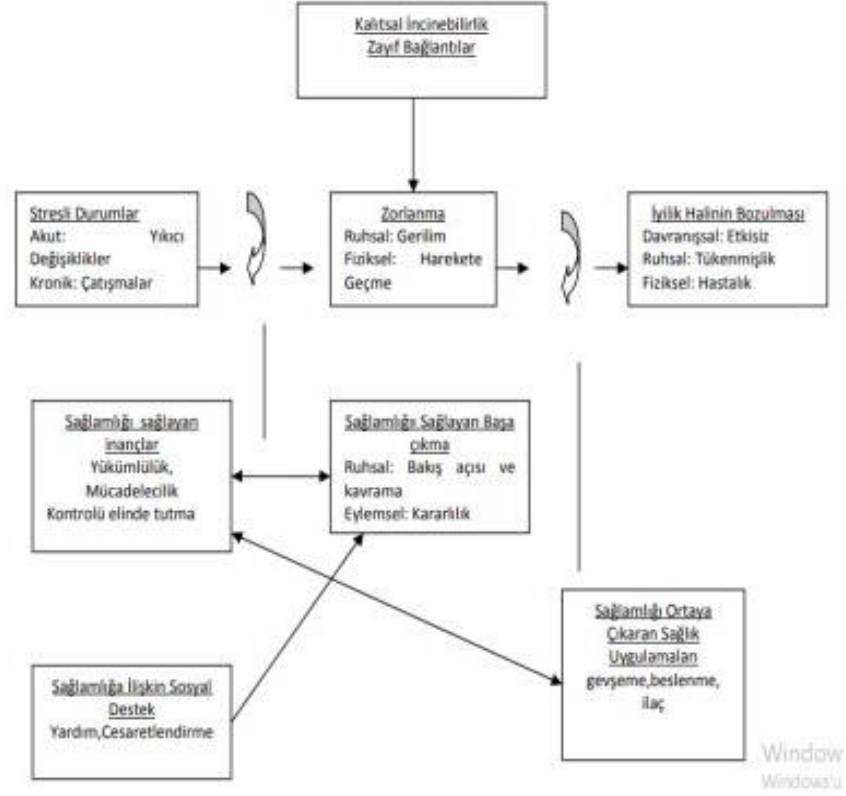 Kalıtsal İncinebilirlik
Zayıf Bağlantılar
Stresli Durumlar
Akut: Yıkıcı
Değişiklikler
Kronik: Çatışmalar
Zorlanma
Ruhsal: Gerilim
Fiziksel: Harekete
Geçme
İyilik Halinin Bozulması
Davranışsal: Etkisiz
Ruhsal: Tükenmişlik
Fiziksel: Hastalık
Sağlamlığı sağlayan
inançlar
Yükümlülük,
Mücadelecilik
Kontrolü elinde tutma
Sağlamlığı Sağlayan Başa
çıkma
Ruhsal: Bakış açısı ve
kavrama
Eylemsel: Kararlılık
Sağlamlığı Ortaya
Çıkaran Sağlık
Uygulamaları
gevşeme,beslenme,
ilaç
Sağlamlığa İlişkin Sosyal
Destek
Yardım,Cesaretlendirme
Window
Windows'u